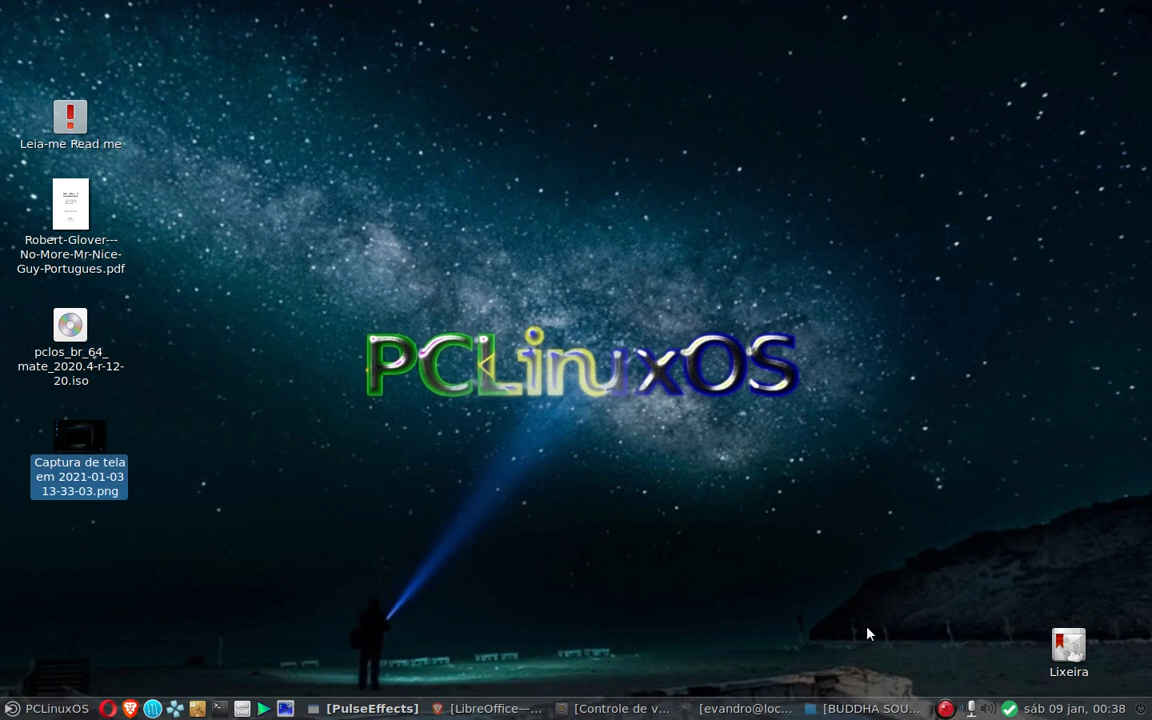 Leia-me Read me
Robert-Glover---
No-More-Mr-Nice-
Guy-Portugues.pdf
PCLinuxOS
pclos_br_64_
mate_2020.4-r-12-
20.iso
Captura de tela
em 2021-01-03
13-33-03.png
Lixeira
PCLinuxOS
[PulseEffects]
[LibreOffice—...
[Controle de v...
[evandro@loc...
[BUDDHA SOU...
sáb 09 jan, 00:38